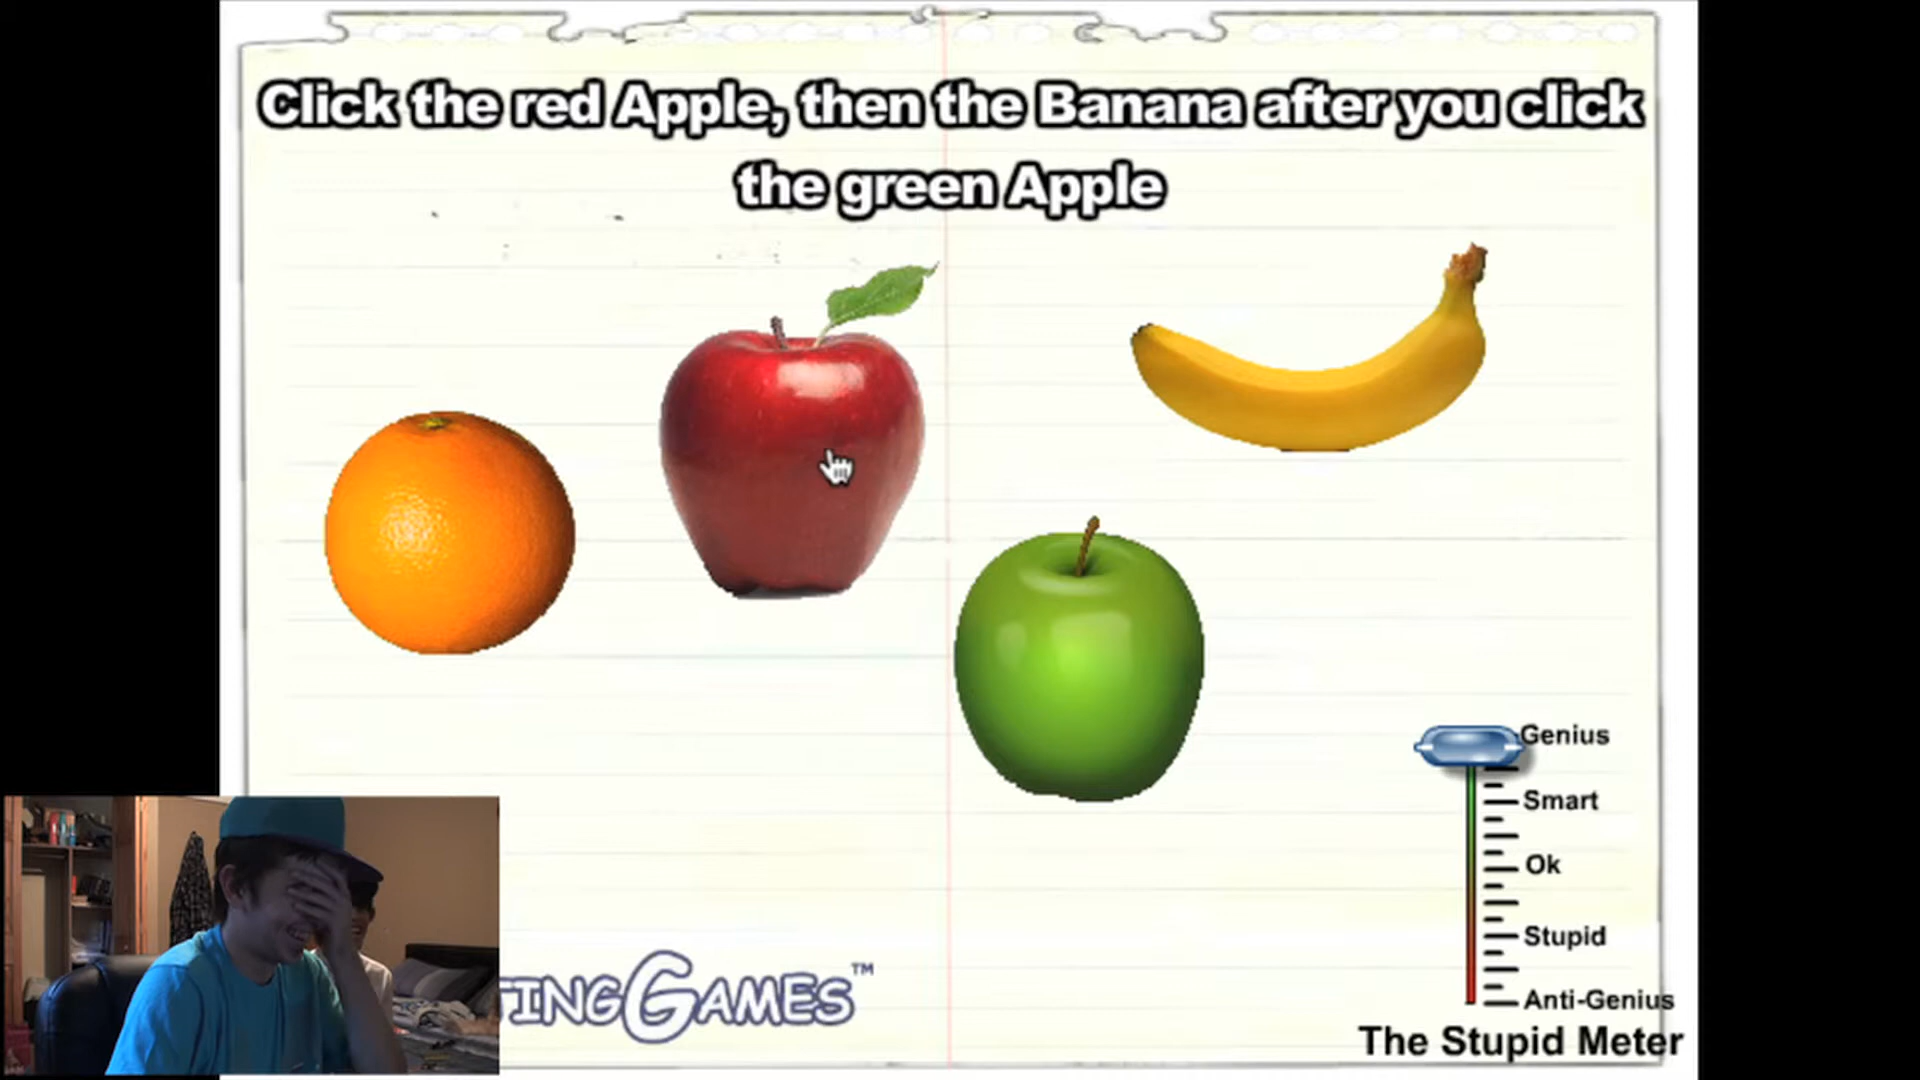 Click the red Apple, then the Banana after you click
the green Apple
Genius
Smart
Ok
Stupid
Anti-Genius
The Stupid Meter
TINGGAMES™